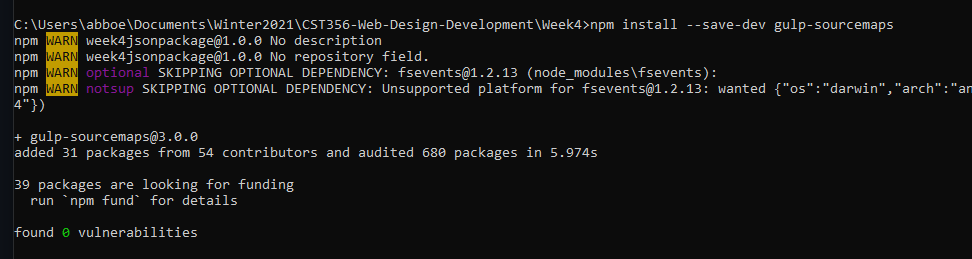 C:\Users\abboe\Documents\Winter2021\CST356-Web-Design-Development\Week4>npm install --save-dev gulp-sourcemaps
npm WARN week4jsonpackage@1.0.0 No description
npm WARN week4jsonpackage@1.0.0 No repository field.
npm WARN optional SKIPPING OPTIONAL DEPENDENCY: fsevents@1.2.13 (node_modules\fsevents):
npm WARN notsup SKIPPING OPTIONAL DEPENDENCY: Unsupported platform for fsevents@1.2.13: wanted {"os":"darwin","arch":"an
4"})
+ gulp-sourcemaps@3.0.0
added 31 packages from 54 contributors and audited 680 packages in 5.974s
39 packages are looking for funding
run `npm fund` for details
found 0 vulnerabilities